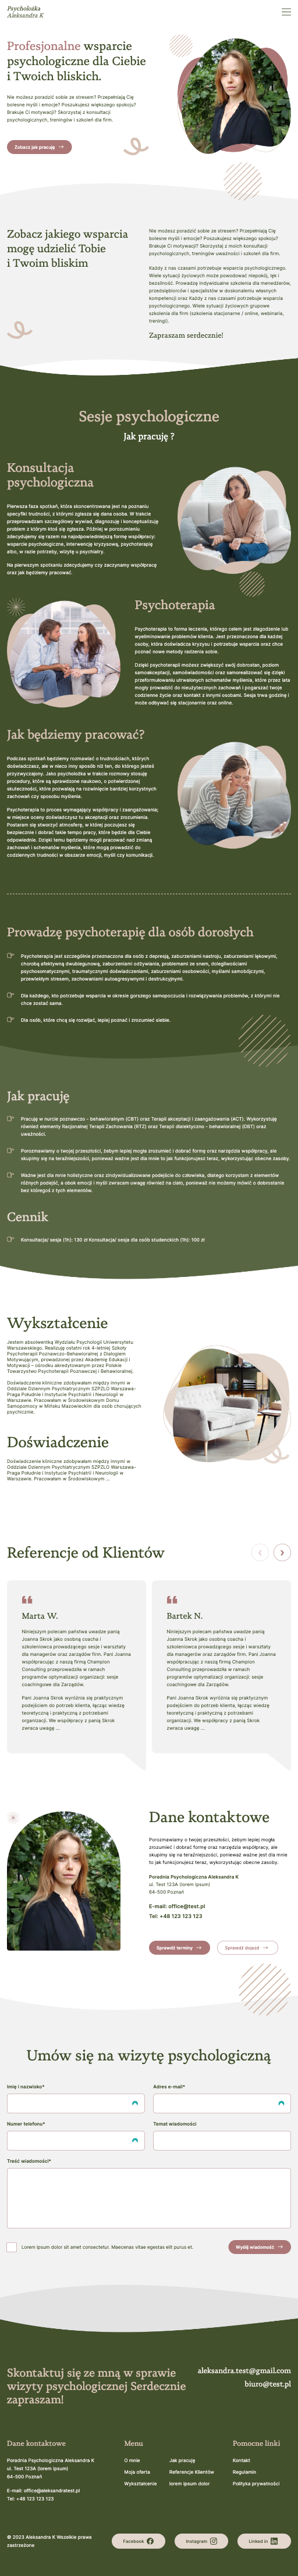 Psycholożka
Aleksandra K
Profesjonalne wsparcie
psychologiczne dla Ciebie
i Twoich bliskich.
Nie możesz poradzić sobie ze stresem? Przepełniają Cię
bolesne myśli i emocje? Poszukujesz większego spokoju?
Brakuje Ci motywacji? Skorzystaj z konsultacji
psychologicznych, treningów i szkoleń dla firm.
Zobacz jak pracuję
Zobacz jakiego wsparcia
mogę udzielić Tobie
i Twoim bliskim
Nie możesz poradzić sobie ze stresem? Przepełniają Cię
bolesne myśli i emocje? Poszukujesz większego spokoju?
Brakuje Ci motywacji? Skorzystaj z moich konsultacji
psychologicznych, treningów uważności i szkoleń dla firm.
Każdy z nas czasami potrzebuje wsparcia psychologicznego.
Wiele sytuacji życiowych może powodować niepokój lub
niepewność. Prowadzę indywidualne szkolenia dla menedżerów,
przedsiębiorców i specjalistów w doskonaleniu własnych
kompetencji oraz Każdy z nas czasami potrzebuje wsparcia
psychologicznego. Wiele sytuacji życiowych grupowe
szkolenia dla firm (szkolenia stacjonarne / online, webinaria,
treningi).
Zapraszam serdecznie!
Sesje psychologiczne
Jak pracuję ?
Konsultacja
psychologiczna
Pierwsza faza spotkań, która skoncentrowana jest na poznaniu
specyfiki trudności, z którymi zgłasza się dana osoba. W trakcie
przeprowadzam szczegółowy wywiad, diagnozuję i konceptualizuję
problem z którym ktoś się zgłasza. Później w porozumieniu
zdecydujemy się razem na najodpowiedniejszą formę współpracy:
wsparcie psychologiczne, interwencję kryzysową, psychoterapię
albo, w razie potrzeby, wizytę u psychiatry.
Na pierwszym spotkaniu zdecydujemy czy zaczynamy współpracę
oraz jak będziemy pracować.
Psychoterapia
Psychoterapia to forma leczenia, którego celem jest złagodzenie lub
wyeliminowanie problemów klienta. Jest przeznaczona dla każdej
osoby, która doświadcza kryzysu i potrzebuje wsparcia oraz chce
poznać nowe metody zwiększające swoje możliwości radzenie sobie.
Dzięki psychoterapii możesz zwiększyć swój dobrostan, poziom
samoakceptacji, samoświadomości oraz samorealizować się dzięki
przeformatowaniu utrwalonych schematów myślenia, które przez lata
mogły prowadzić do nieużytecznych zachowań i pogarszać twoje
codzienne życie oraz kontakt z innymi osobami. Sesja trwa godzinę i
może odbywać się stacjonarnie oraz online.
Jak będziemy pracować?
Podczas spotkań będziemy rozmawiać o trudnościach, których
doświadczasz, ale w nieco inny sposób niż ten, do którego jesteś
przyzwyczajony. Jako psycholożka w trakcie rozmowy stosuję
procedury, które są sprawdzone naukowo, o potwierdzonej
skuteczności, które pozwalają na rozwinięcie bardziej korzystnych
zachowań czy sposobu myślenia.
Psychoterapia to proces wymagający współpracy i zaangażowania;
w miejsce oceny doświadczysz tu akceptacji oraz zrozumienia.
Postaram się stworzyć atmosferę, w której poczujesz się
bezpiecznie i dobrać takie tempo pracy, które będzie dla Ciebie
odpowiednie. Dzięki temu będziemy mogli pracować nad zmianą
zachowań i schematów myślenia, które mogą prowadzić do
codziennych trudności w obszarze emocji, myśli czy komunikacji.
Prowadzę psychoterapię dla osób dorosłych
Psychoterapia jest szczególnie przeznaczona dla osób z depresją, zaburzeniami nastroju, zaburzeniami lękowymi,
chorobą afektywną dwubiegunową, zaburzeniami odżywiania, problemami ze snem, dolegliwościami
psychosomatycznymi, traumatycznymi doświadczeniami, zaburzeniami osobowości, myślami samobójczymi,
przewlekłym stresem, zachowaniami autoagresywnymi i destrukcyjnymi.
Dla każdego, kto potrzebuje wsparcia w okresie gorszego samopoczucia i rozwiązywania problemów, z którymi nie
chce zostać sama.
Dla osób, które chcą się rozwijać, lepiej poznać i zrozumieć siebie.
Jak pracuję
Pracuję w nurcie poznawczo - behawioralnym (CBT) oraz Terapii akceptacji i zaangażowania (ACT). Wykorzystuję
również elementy Racjonalnej Terapii Zachowania (RTZ) oraz Terapii dialektyczno - behawioralnej (DBT) oraz
uważności.
Porozmawiamy o twojej przeszłości, żebym lepiej mogła zrozumieć i dobrać formę oraz narzędzia współpracy, ale
skupimy się na teraźniejszości, ponieważ ważne jest dla mnie to jak funkcjonujesz teraz, wykorzystując obecne zasoby.
Ważne jest dla mnie holistyczne oraz zindywidualizowane podejście do człowieka, dlatego korzystam z elementów
różnych podejść, a obok emocji i myśli zwracam uwagę również na ciało, ponieważ nie możemy mówić o dobrostanie
bez któregoś z tych elementów.
Cennik
Konsultacja/ sesja (1h): 130 zł Konsultacja/ sesja dla osób studenckich (1h): 100 zł
Wykształcenie
Jestem absolwentką Wydziału Psychologii Uniwersytetu
Warszawskiego. Realizuję ostatni rok 4-letniej Szkoły
Psychoterapii Poznawczo-Behawioralnej z Dialogiem
Motywującym, prowadzonej przez Akademię Edukacji i
Motywacji – ośrodku akredytowanym przez Polskie
Towarzystwo Psychoterapii Poznawczej i Behawioralnej.
Doświadczenie kliniczne zdobywałam między innymi w
Oddziale Dziennym Psychiatrycznym SZPZLO Warszawa-
Praga Południe i Instytucie Psychiatrii i Neurologii w
Warszawie. Pracowałam w Środowiskowym Domu
Samopomocy w Mińsku Mazowieckim dla osób chorujących
psychicznie.
Doświadczenie
Doświadczenie kliniczne zdobywałam między innymi w
Oddziale Dziennym Psychiatrycznym SZPZLO Warszawa-
Praga Południe i Instytucie Psychiatrii i Neurologii w
Warszawie. Pracowałam w Środowiskowym ...
Referencje od Klientów
Marta W.
Niniejszym polecam państwa uwadze panią
Joanna Skrok jako osobną coacha i
szkoleniowca prowadzącego sesje i warsztaty
dla menagerów oraz zarządów firm. Pani Joanna
współpracując z naszą firmą Champion
Consulting przeprowadziła w ramach
programów optymalizacji organizacji: sesje
coachingowe dla Zarządów.
Pani Joanna Skrok wyróżnia się praktycznym
podejściem do potrzeb klienta, łącząc wiedzę
teoretyczną i praktyczną z potrzebami
organizacji. We współpracy z panią Skrok
zwraca uwagę ...
Bartek N.
Niniejszym polecam państwa uwadze panią
Joanna Skrok jako osobną coacha i
szkoleniowca prowadzącego sesje i warsztaty
dla menagerów oraz zarządów firm. Pani Joanna
współpracując z naszą firmą Champion
Consulting przeprowadziła w ramach
programów optymalizacji organizacji: sesje
coachingowe dla Zarządów.
Pani Joanna Skrok wyróżnia się praktycznym
podejściem do potrzeb klienta, łącząc wiedzę
teoretyczną i praktyczną z potrzebami
organizacji. We współpracy z panią Skrok
zwraca uwagę ...
Dane kontaktowe
Porozmawiamy o twojej przeszłości, żebym lepiej mogła
zrozumieć i dobrać formę oraz narzędzia współpracy, ale
skupimy się na teraźniejszości, ponieważ ważne jest dla mnie
to jak funkcjonujesz teraz, wykorzystując obecne zasoby.
Poradnia Psychologiczna Aleksandra K
ul. Test 123A (lorem ipsum)
64-500 Poznań
E-mail: office@test.pl
Tel: +48 123 123 123
Sprawdź terminy
Sprawdź dojazd
Umów się na wizytę psychologiczną
Imię i nazwisko*
Adres e-mail*
Numer telefonu*
Temat wiadomości
Treść wiadomości*
Lorem ipsum dolor sit amet consectetur. Maecenas vitae egestas elit purus et.
Wyślij wiadomość
Skontaktuj się ze mną w sprawie
wizyty psychologicznej Serdecznie
zapraszam!
aleksandra.test@gmail.com
biuro@test.pl
Dane kontaktowe
Poradnia Psychologiczna Aleksandra K
ul. Test 123A (lorem ipsum)
64-500 Poznań
E-mail: office@aleksandratest.pl
Tel: +48 123 123 123
Menu
O mnie
Moja oferta
Wykształcenie
Jak pracuję
Referencje Klientów
lorem ipsum dolor
Pomocne linki
Kontakt
Regulamin
Polityka prywatności
© 2023 Aleksandra K Wszelkie prawa
zastrzeżone
Facebook
Instagram
Linked in